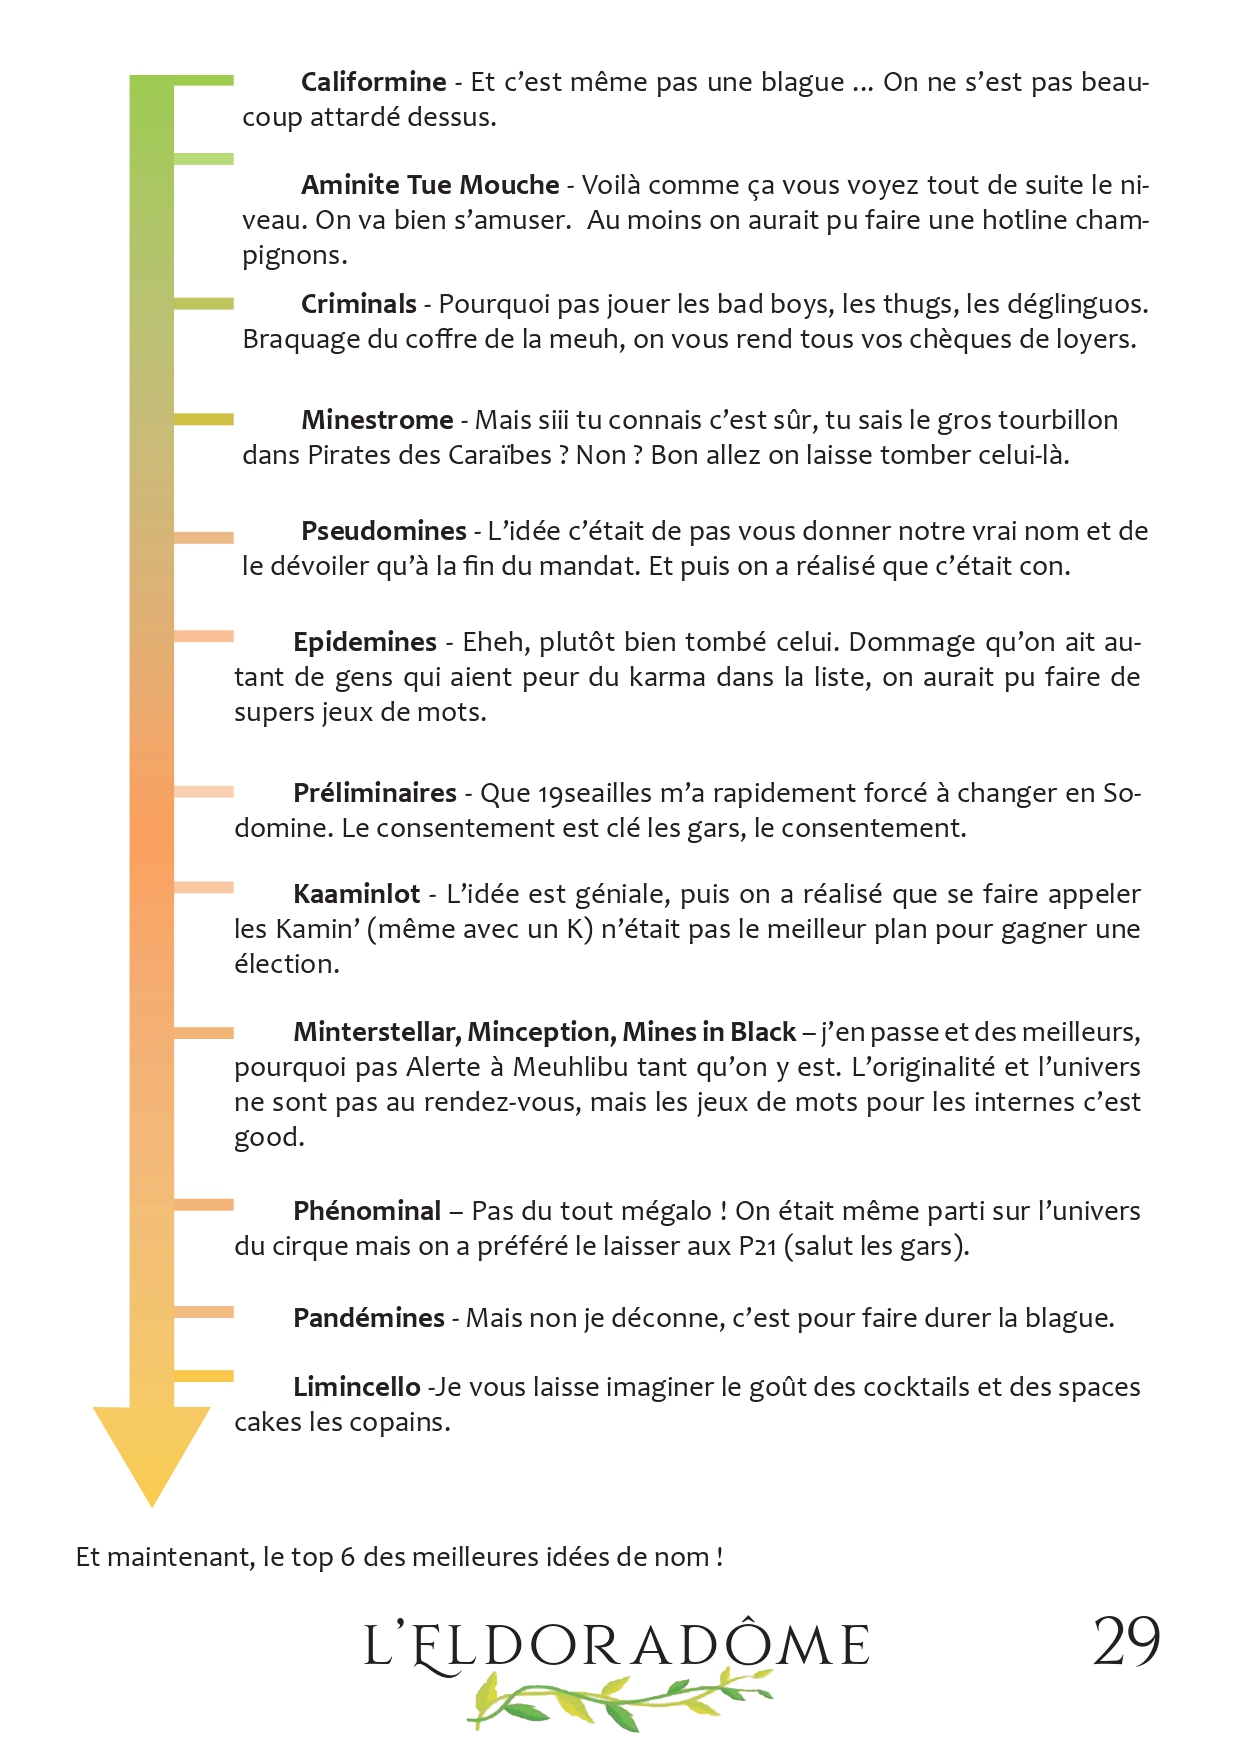 Califormine - Et c’est même pas une blague ... On ne s’est pas beau-
coup attardé dessus.
Aminite Tue Mouche - Voilà comme ça vous voyez tout de suite le ni-
veau. On va bien s’amuser.  Au moins on aurait pu faire une hotline cham-
pignons.
Criminals - Pourquoi pas jouer les bad boys, les thugs, les déglinguos.
Braquage du coffre de la meuh, on vous rend tous vos chèques de loyers.
Minestrome - Mais siii tu connais c’est sûr, tu sais le gros tourbillon
dans Pirates des Caraïbes ? Non ? Bon allez on laisse tomber celui-là.
Pseudomines - L’idée c’était de pas vous donner notre vrai nom et de
le dévoiler qu’à la fin du mandat. Et puis on a réalisé que c’était con.
Epidemines - Eheh, plutôt bien tombé celui. Dommage qu’on ait au-
tant de gens qui aient peur du karma dans la liste, on aurait pu faire de
supers jeux de mots.
Préliminaires - Que 19seailles m’a rapidement forcé à changer en So-
domine. Le consentement est clé les gars, le consentement.
Kaaminlot - L’idée est géniale, puis on a réalisé que se faire appeler
les Kamin’ (même avec un K) n’était pas le meilleur plan pour gagner une
élection.
Minterstellar, Minception, Mines in Black – j’en passe et des meilleurs,
pourquoi pas Alerte à Meuhlibu tant qu’on y est. L’originalité et l’univers
ne sont pas au rendez-vous, mais les jeux de mots pour les internes c’est
good.
Phénominal – Pas du tout mégalo ! On était même parti sur l’univers
du cirque mais on a préféré le laisser aux P21 (salut les gars).
Pandémines - Mais non je déconne, c’est pour faire durer la blague.
Limincello -Je vous laisse imaginer le goût des cocktails et des spaces
cakes les copains.
Et maintenant, le top 6 des meilleures idées de nom !
L’ELDORADÔME
29